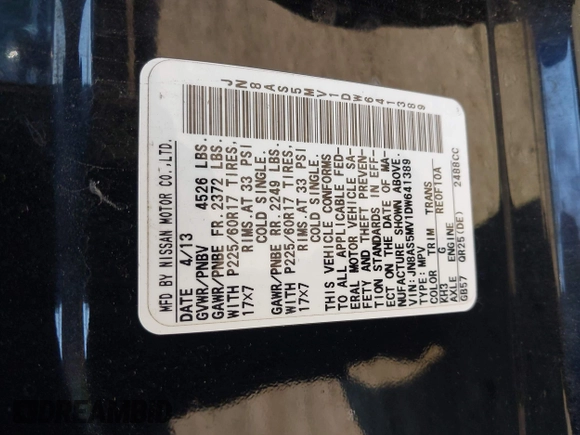 JN8AS5MV1DW641389
MFD BY NISSAN MOTOR CO.,LTD.
DATE 4/13
GVWR/PNBV 4526 LBS.
GAWR/PNBE FR. 2372 LBS.
WITH P225/60R17 TIRES,
17x7 RIMS.AT 33 PSI
COLD SINGLE.
GAWR/PNBE RR. 2249 LBS.
WITH P225/60R17 TIRES,
17x7 RIMS.AT 33 PSI
COLD SINGLE.
THIS VEHICLE CONFORMS
TO ALL APPLICABLE FED-
ERAL MOTOR VEHICLE, SA-
FETY AND THEFT PREVEN-
TION STANDARDS IN EFF-
ECT ON THE DATE OF MA-
NUFACTURE SHOWN ABOVE.
VIN: JN8AS5MV1DW641389
TYPE: MPV
COLOR TRIM TRANS
KH3 G RE0F10A
AXLE ENGINE
GB57 QR25(DE) 2488CC
DREAMBID